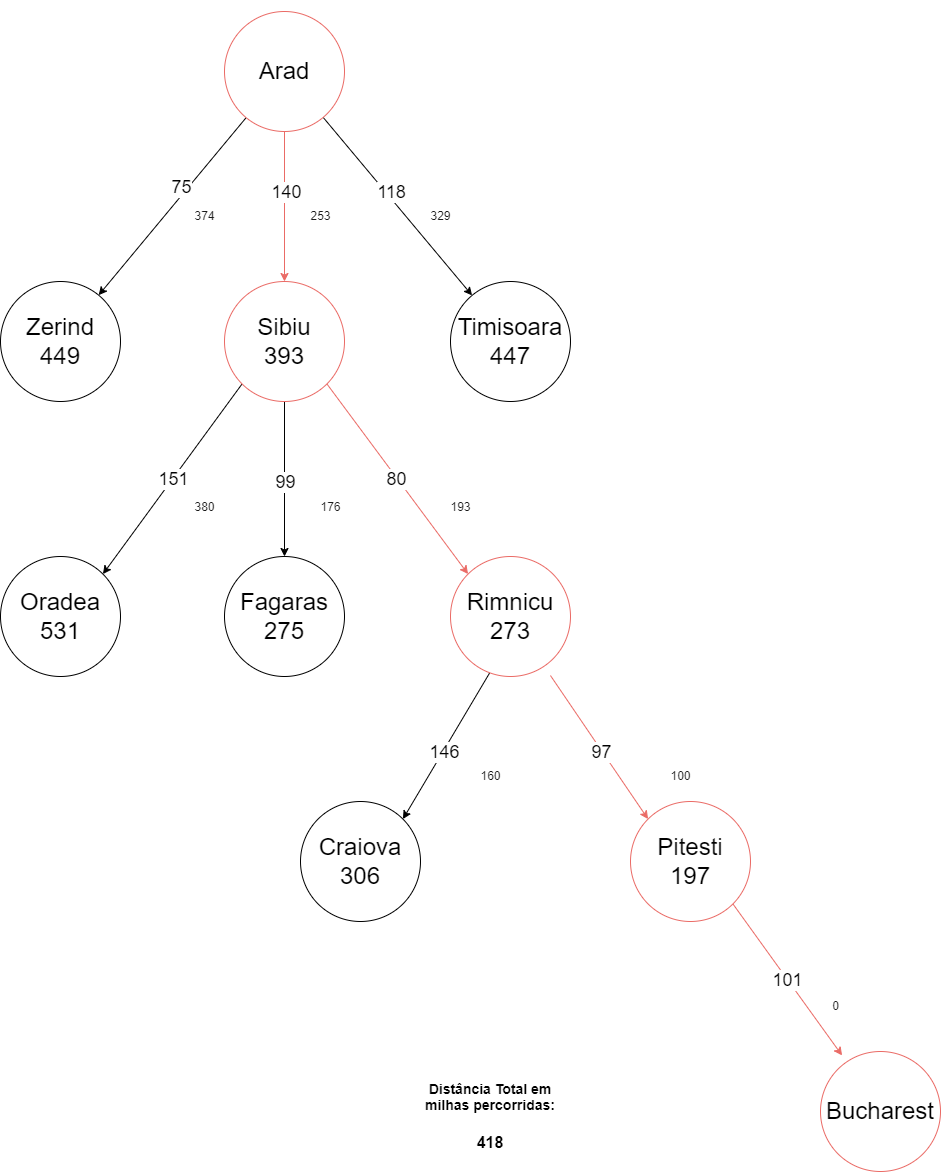 Arad
75
140
118
374
253
329
Zerind
449
Sibiu
393
Timisoara
447
151
99
80
380
176
193
Oradea
531
Fagaras
275
Rimnicu
273
146
97
160
100
Craiova
306
Pitesti
197
101
0
Distância Total em
milhas percorridas:
418
Bucharest